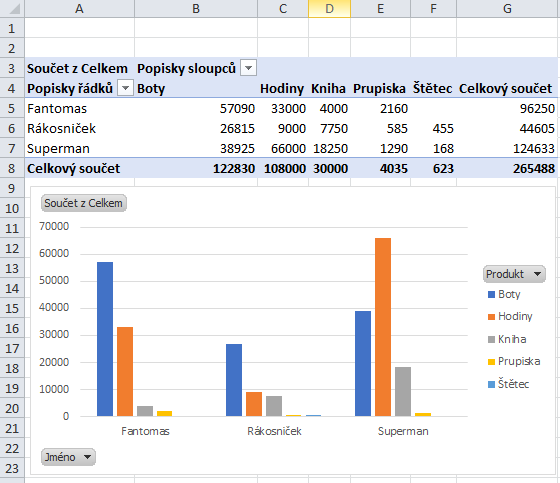 A B C D E F G
1
2
3 Součet z Celkem Popisky sloupců
4 Popisky řádků Boty Hodiny Kniha Prupiska Štětec Celkový součet
5 Fantomas 57090 33000 4000 2160 96250
6 Rákosniček 26815 9000 7750 585 455 44605
7 Superman 38925 66000 18250 1290 168 124633
8 Celkový součet 122830 108000 30000 4035 623 265488
9
10 Součet z Celkem
11 70000
12 60000
13 50000 Produkt
14 Boty
15 40000 Hodiny
16 30000 Kniha
17 Prupiska
18 20000 Štětec
19 10000
20 0
21 Fantomas Rákosniček Superman
22 Jméno
23